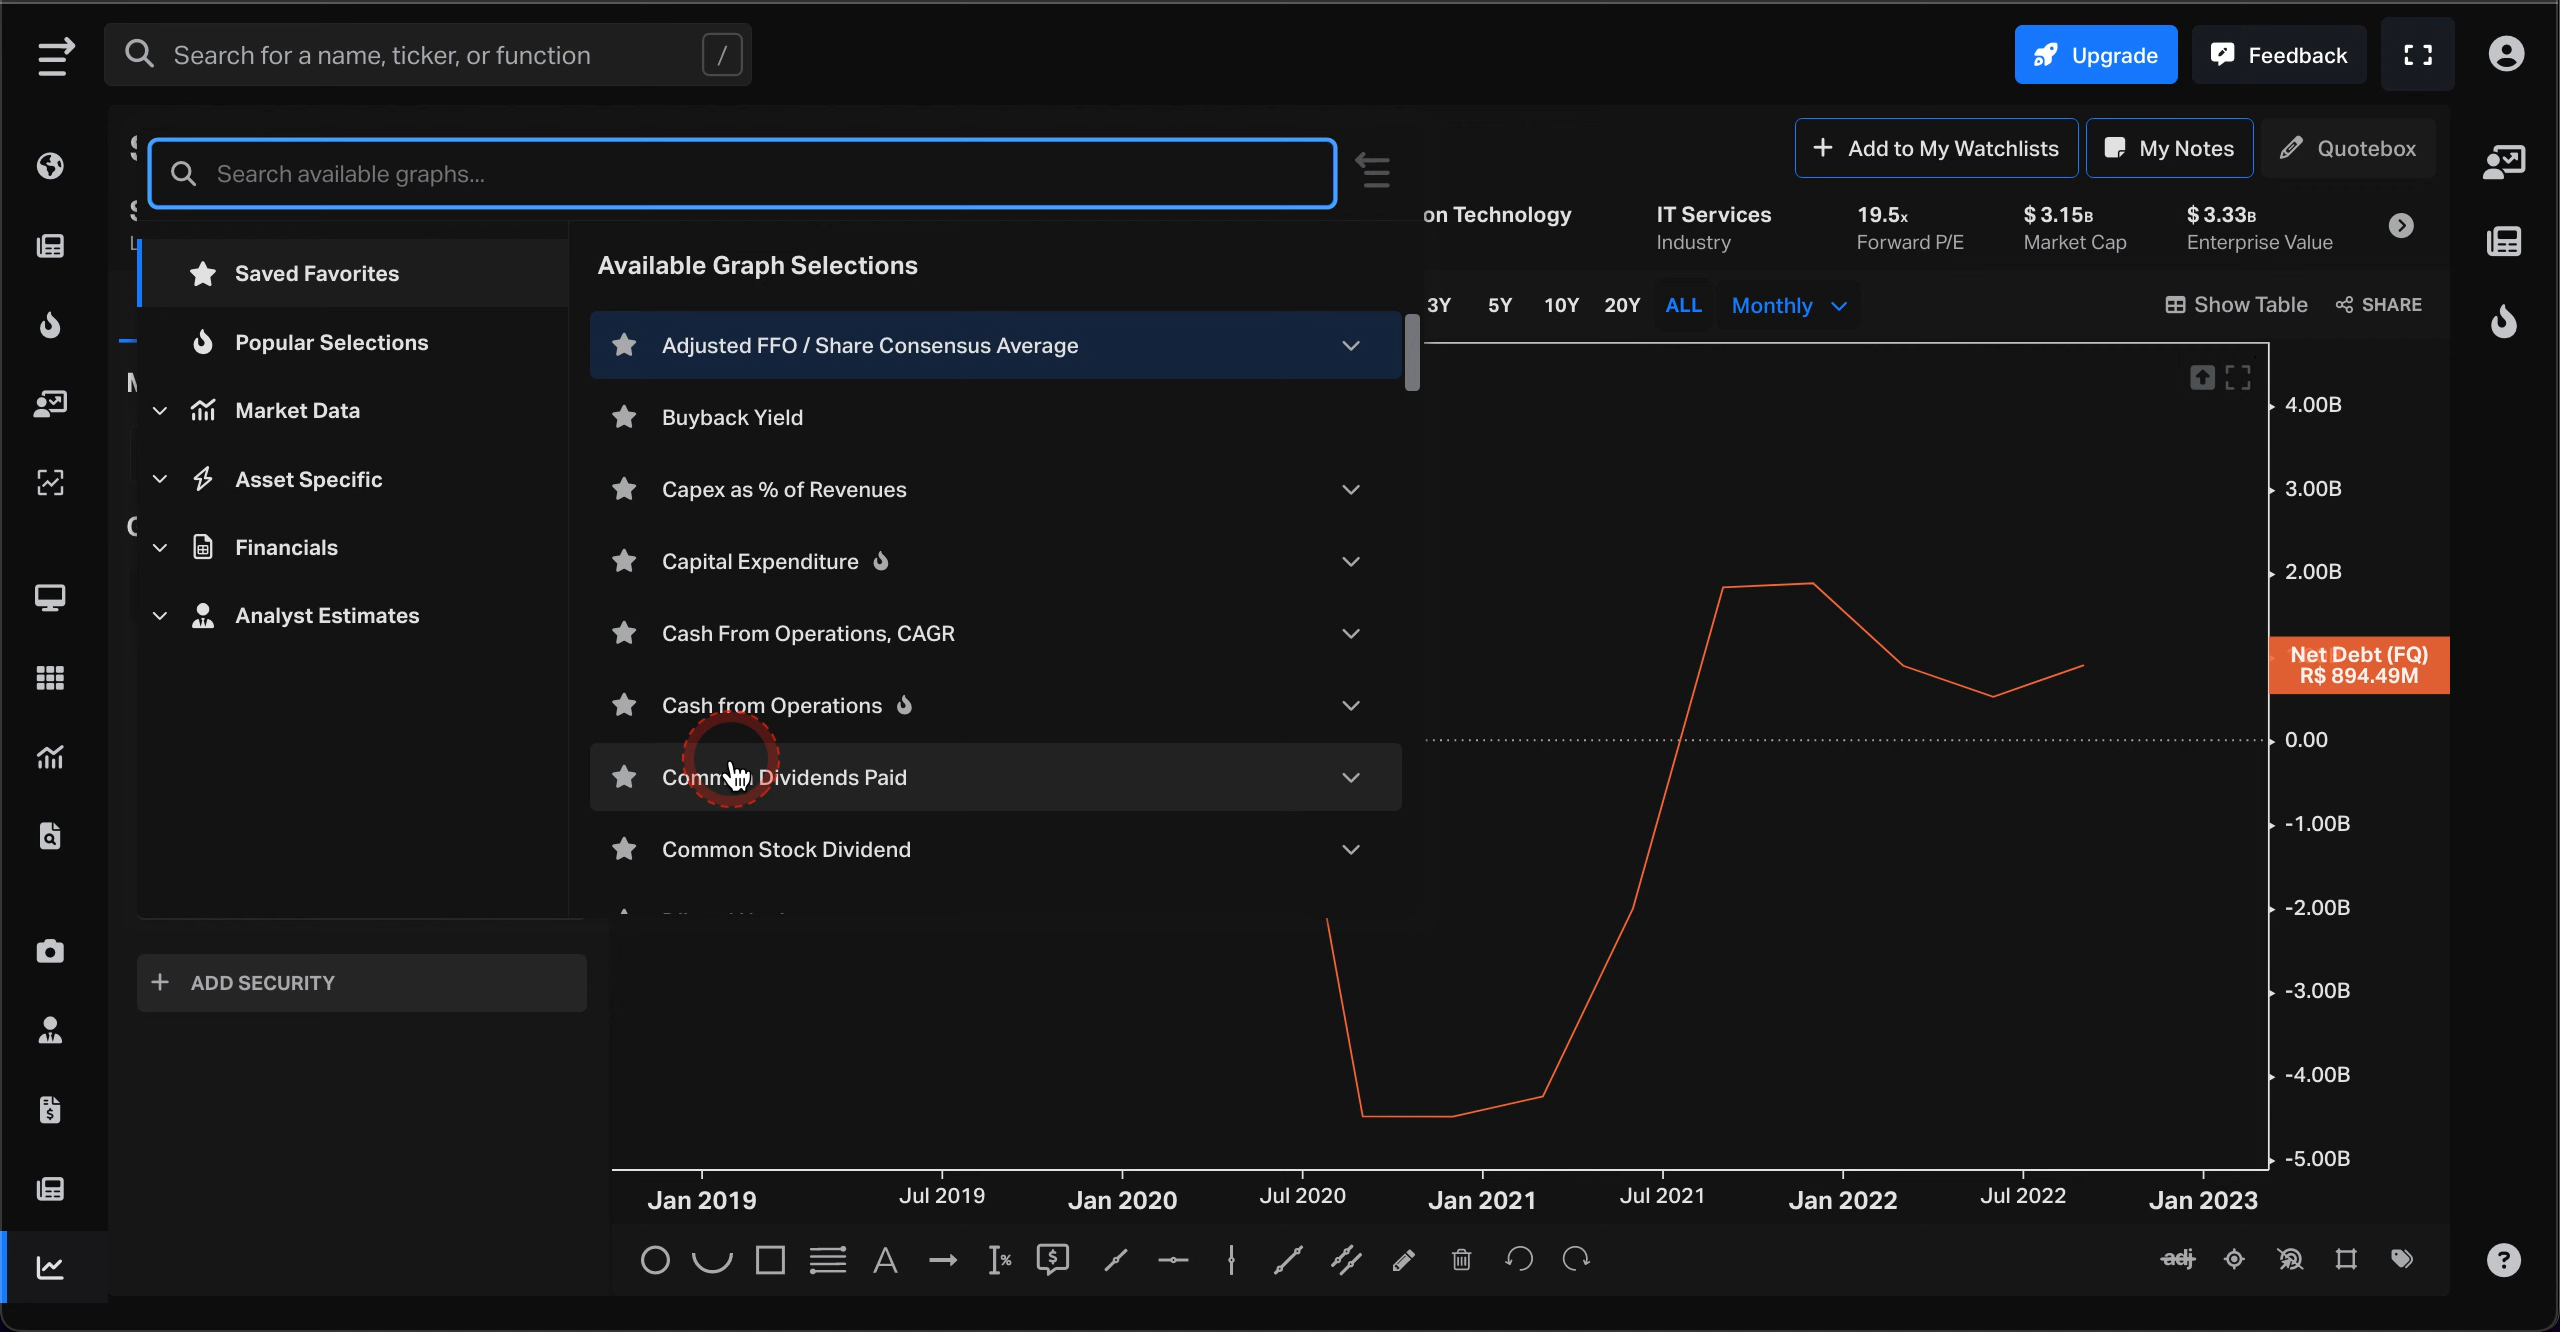 Search for a name, ticker, or function
/
Upgrade
Feedback
Search available graphs...
+ Add to My Watchlists
My Notes
Quotebox
on Technology
IT Services
Industry
19.5x
Forward P/E
$ 3.15B
Market Cap
$ 3.33B
Enterprise Value
Saved Favorites
Popular Selections
Market Data
Asset Specific
Financials
Analyst Estimates
Available Graph Selections
Adjusted FFO / Share Consensus Average
Buyback Yield
Capex as % of Revenues
Capital Expenditure
Cash From Operations, CAGR
Cash from Operations
Common Dividends Paid
Common Stock Dividend
3Y 5Y 10Y 20Y ALL Monthly
Show Table
SHARE
4.00B
3.00B
2.00B
Net Debt (FQ)
R$ 894.49M
0.00
-1.00B
-2.00B
-3.00B
-4.00B
-5.00B
+ ADD SECURITY
Jan 2019 Jul 2019 Jan 2020 Jul 2020 Jan 2021 Jul 2021 Jan 2022 Jul 2022 Jan 2023
A
%
$
adj
?